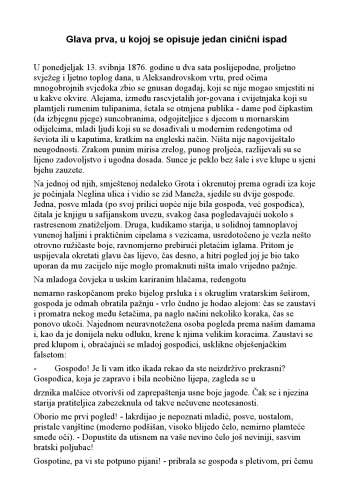 Glava prva, u kojoj se opisuje jedan cinični ispad
U ponedjeljak 13. svibnja 1876. godine u dva sata poslijepodne, proljetno
svježeg i ljetno toplog dana, u Aleksandrovskom vrtu, pred očima
mnogobrojnih svjedoka zbio se gnusan događaj, koji se nije mogao smjestiti ni
u kakve okvire. Alejama, između rascvjetalih jor-govana i cvijetnjaka koji su
plamtjeli rumenim tulipanima, šetala se otmjena publika - dame pod čipkastim
(da izbjegnu pjege) suncobranima, odgojiteljice s djecom u mornarskim
odijelcima, mladi ljudi koji su se dosađivali u modernim redengotima od
ševiota ili u kaputima, kratkim na engleski način. Ništa nije nagoviještalo
neugodnosti. Zrakom punim mirisa zrelog, punog proljeća, razlijevali su se
lijeno zadovoljstvo i ugodna dosada. Sunce je peklo bez šale i sve klupe u sjeni
bjehu zauzete.
Na jednoj od njih, smještenoj nedaleko Grota i okrenutoj prema ogradi iza koje
je počinjala Neglina ulica i vidio se zid Maneža, sjedile su dvije gospođe.
Jedna, posve mlada (po svoj prilici uopće nije bila gospođa, već gospođica),
čitala je knjigu u safijanskom uvezu, svakog časa pogledavajući uokolo s
rastresenom znatiželjom. Druga, kudikamo starija, u solidnoj tamnoplavoj
vunenoj haljini i praktičnim cipelama s vezicama, usredotočeno je vezla nešto
otrovno ružičaste boje, ravnomjerno prebirući pletaćim iglama. Pritom je
uspijevala okretati glavu čas lijevo, čas desno, a hitri pogled joj je bio tako
uporan da mu zacijelo nije moglo promaknuti ništa imalo vrijedno pažnje.
Na mladoga čovjeka u uskim kariranim hlačama, redengotu
nemarno raskopčanom preko bijelog prsluka i s okruglim vratarskim šeširom,
gospođa je odmah obratila pažnju - vrlo čudno je hodao alejom: čas se zaustavi
i promatra nekog među šetačima, pa naglo načini nekoliko koraka, čas se
ponovo ukoči. Najednom neuravnotežena osoba pogleda prema našim damama
i, kao da je donijela neku odluku, krene k njima velikim koracima. Zaustavi se
pred klupom i, obraćajući se mladoj gospođici, usklikne obješenjačkim
falsetom:
- Gospođo! Je li vam itko ikada rekao da ste neizdrživo prekrasni?
Gospođica, koja je zapravo i bila neobično lijepa, zagleda se u
drznika malčice otvorivši od zaprepaštenja usne boje jagode. Čak se i njezina
starija pratiteljica zabezeknula od takve nečuvene neotesanosti.
Oborio me prvi pogled! - lakrdijao je nepoznati mladić, posve, uostalom,
pristale vanjštine (moderno podšišan, visoko blijedo čelo, nemirno plamteće
smeđe oči). - Dopustite da utisnem na vaše nevino čelo još neviniji, sasvim
bratski poljubac!
Gospotine, pa vi ste potpuno pijani! - pribrala se gospođa s pletivom, pri čemu